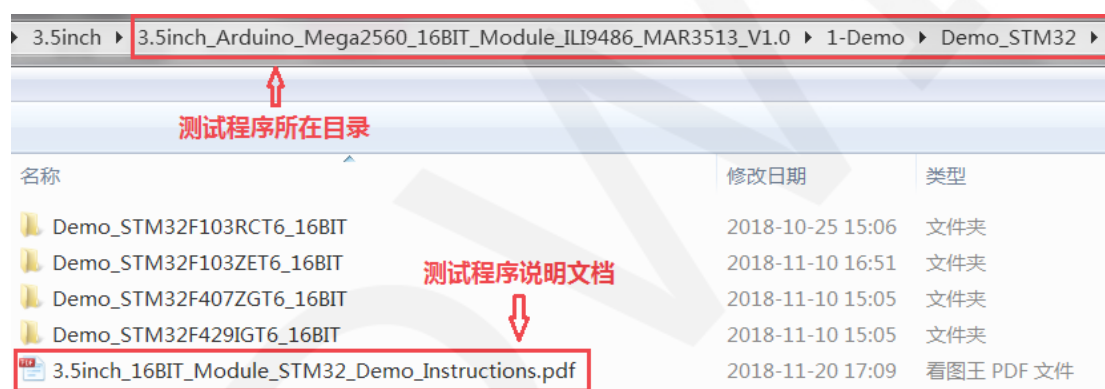 3.5inch ▸ 3.5inch_Arduino_Mega2560_16BIT_Module_ILI9486_MAR3513_V1.0 ▸ 1-Demo ▸ Demo_STM32 ▸
测试程序所在目录
名称 修改日期 类型
Demo_STM32F103RCT6_16BIT 2018-10-25 15:06 文件夹
Demo_STM32F103ZET6_16BIT 2018-11-10 16:51 文件夹
测试程序说明文档
Demo_STM32F407ZGT6_16BIT 2018-11-10 15:05 文件夹
Demo_STM32F429IGT6_16BIT 2018-11-10 15:05 文件夹
3.5inch_16BIT_Module_STM32_Demo_Instructions.pdf 2018-11-20 17:09 看图王 PDF 文件